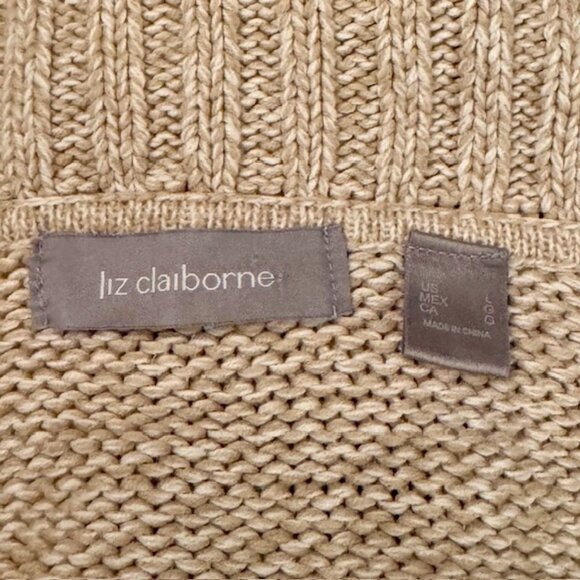 liz claiborne
US L
MEX G
CA G
MADE IN CHINA